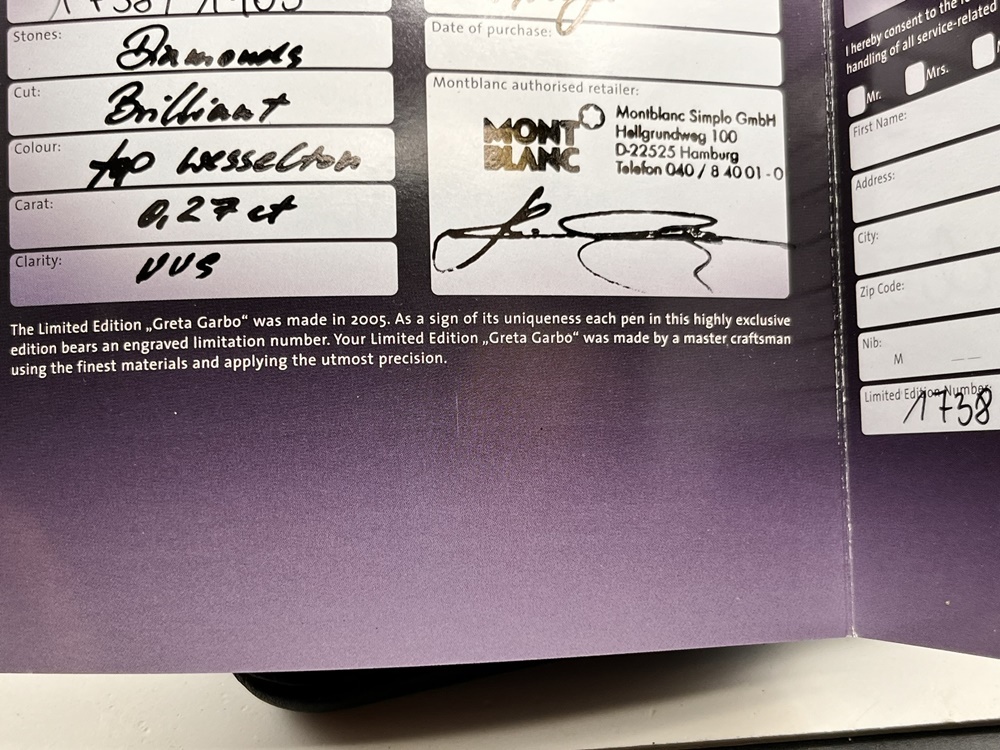 Stones: Diamonds
Cut: Brilliant
Colour: top wesselton
Carat: 0,27 ct
Clarity: VVS
Date of purchase:
Montblanc authorised retailer:
MONT
BLANC
Montblanc Simplo GmbH
Hellgrundweg 100
D-22525 Hamburg
Telefon 040 / 8 40 01 - 0
The Limited Edition „Greta Garbo“ was made in 2005. As a sign of its uniqueness each pen in this highly exclusive
edition bears an engraved limitation number. Your Limited Edition „Greta Garbo“ was made by a master craftsman
using the finest materials and applying the utmost precision.
I hereby consent to the
handling of all service-related
Mr.
Mrs.
First Name:
Address:
City:
Zip Code:
Nib:
M
Limited Edition Number:
1738